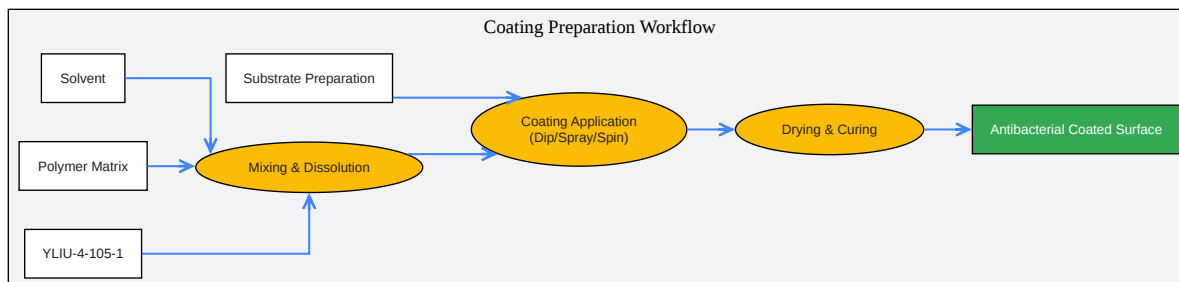 Coating Preparation Workflow
Solvent
Substrate Preparation
Coating Application
(Dip/Spray/Spin)
Drying & Curing
Antibacterial Coated Surface
Polymer Matrix
Mixing & Dissolution
YLIU-4-105-1